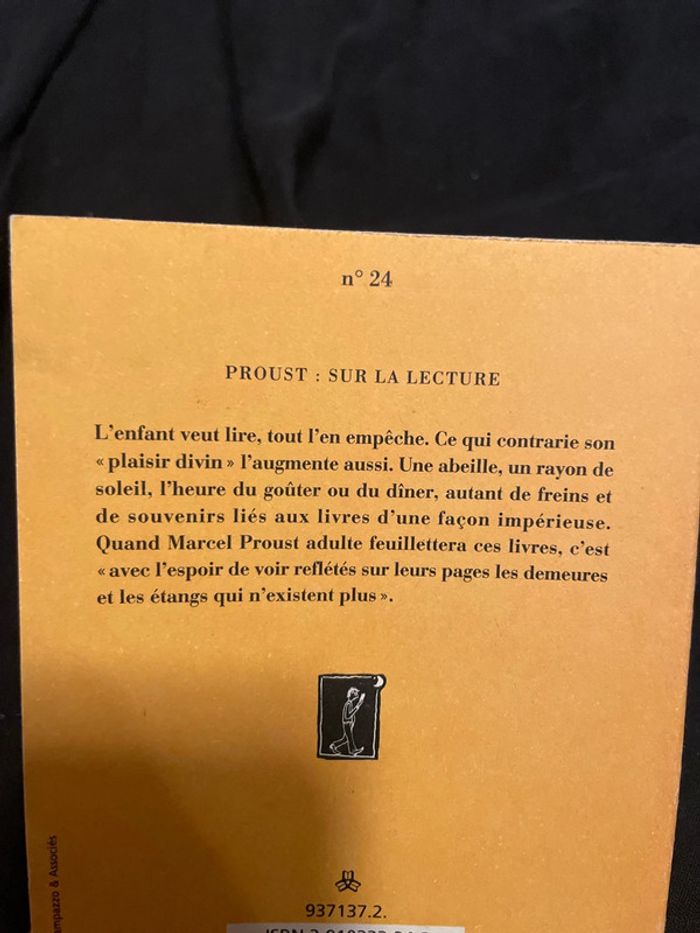 n° 24
PROUST : SUR LA LECTURE
L'enfant veut lire, tout l'en empêche. Ce qui contrarie son
« plaisir divin » l'augmente aussi. Une abeille, un rayon de
soleil, l'heure du goûter ou du dîner, autant de freins et
de souvenirs liés aux livres d'une façon impérieuse.
Quand Marcel Proust adulte feuillettera ces livres, c'est
« avec l'espoir de voir reflétés sur leurs pages les demeures
et les étangs qui n'existent plus ».
& Associés
937137.2.